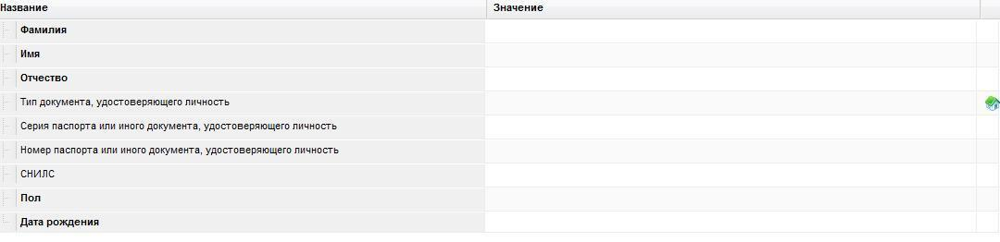 Название Значение
Фамилия
Имя
Отчество
Тип документа, удостоверяющего личность
Серия паспорта или иного документа, удостоверяющего личность
Номер паспорта или иного документа, удостоверяющего личность
СНИЛС
Пол
Дата рождения